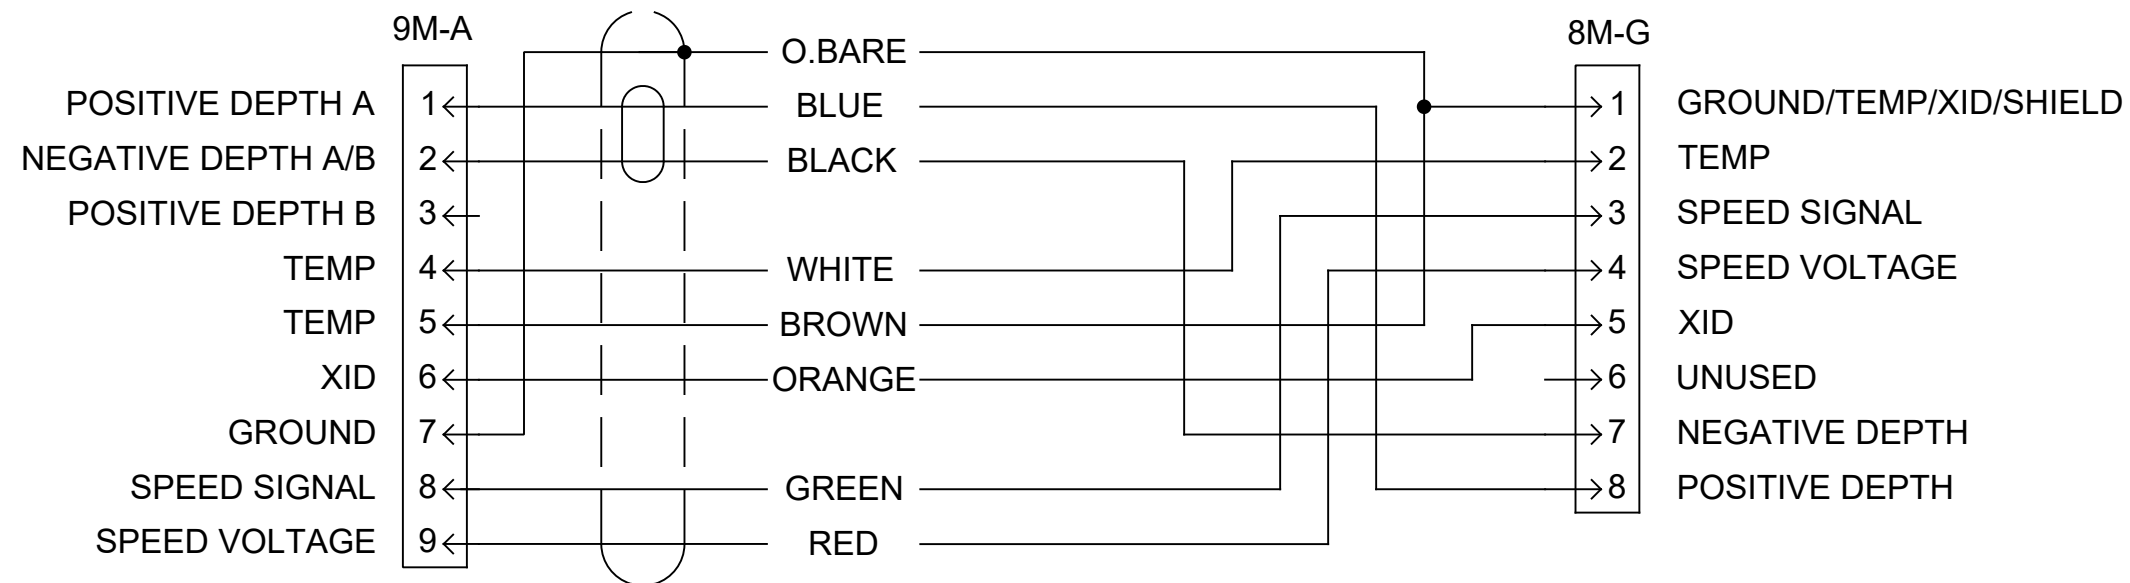 9M-A
8M-G
O.BARE
POSITIVE DEPTH A 1 BLUE 1 GROUND/TEMP/XID/SHIELD
NEGATIVE DEPTH A/B 2 BLACK 2 TEMP
POSITIVE DEPTH B 3 3 SPEED SIGNAL
TEMP 4 WHITE 4 SPEED VOLTAGE
TEMP 5 BROWN 5 XID
XID 6 ORANGE 6 UNUSED
GROUND 7 7 NEGATIVE DEPTH
SPEED SIGNAL 8 GREEN 8 POSITIVE DEPTH
SPEED VOLTAGE 9 RED